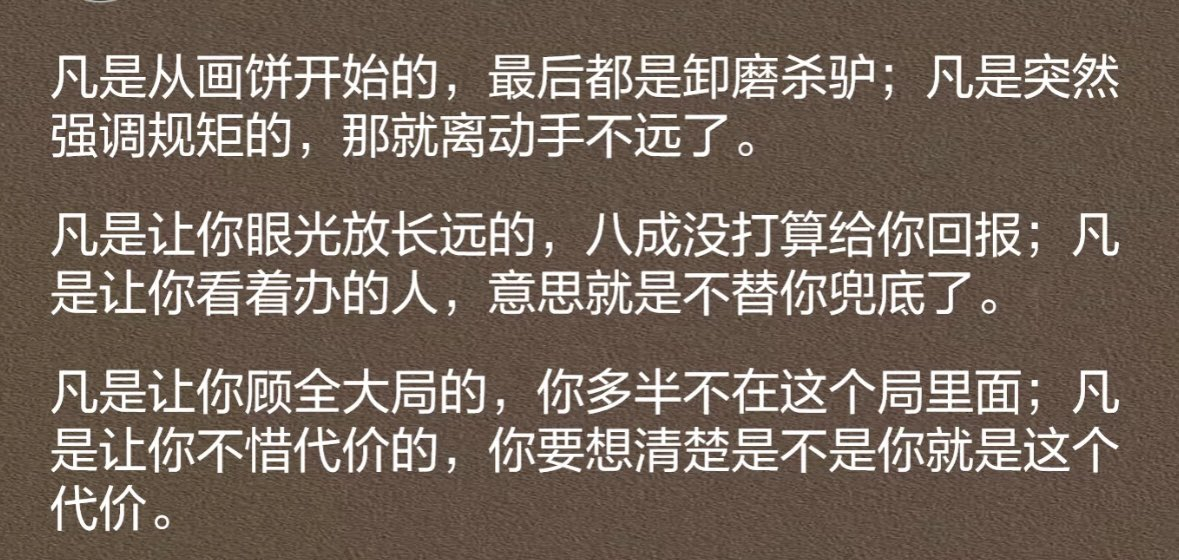 凡是从画饼开始的，最后都是卸磨杀驴；凡是突然
强调规矩的，那就离动手不远了。
凡是让你眼光放长远的，八成没打算给你回报；凡
是让你看着办的人，意思就是不替你兜底了。
凡是让你顾全大局的，你多半不在这个局里面；凡
是让你不惜代价的，你要想清楚是不是你就是这个
代价。